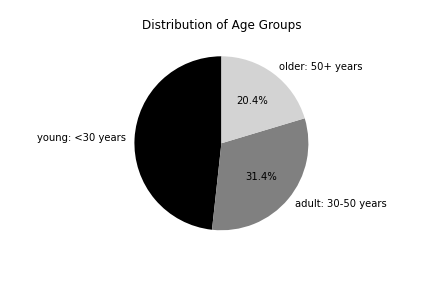 Distribution of Age Groups
older: 50+ years
20.4%
young: <30 years
31.4%
adult: 30-50 years